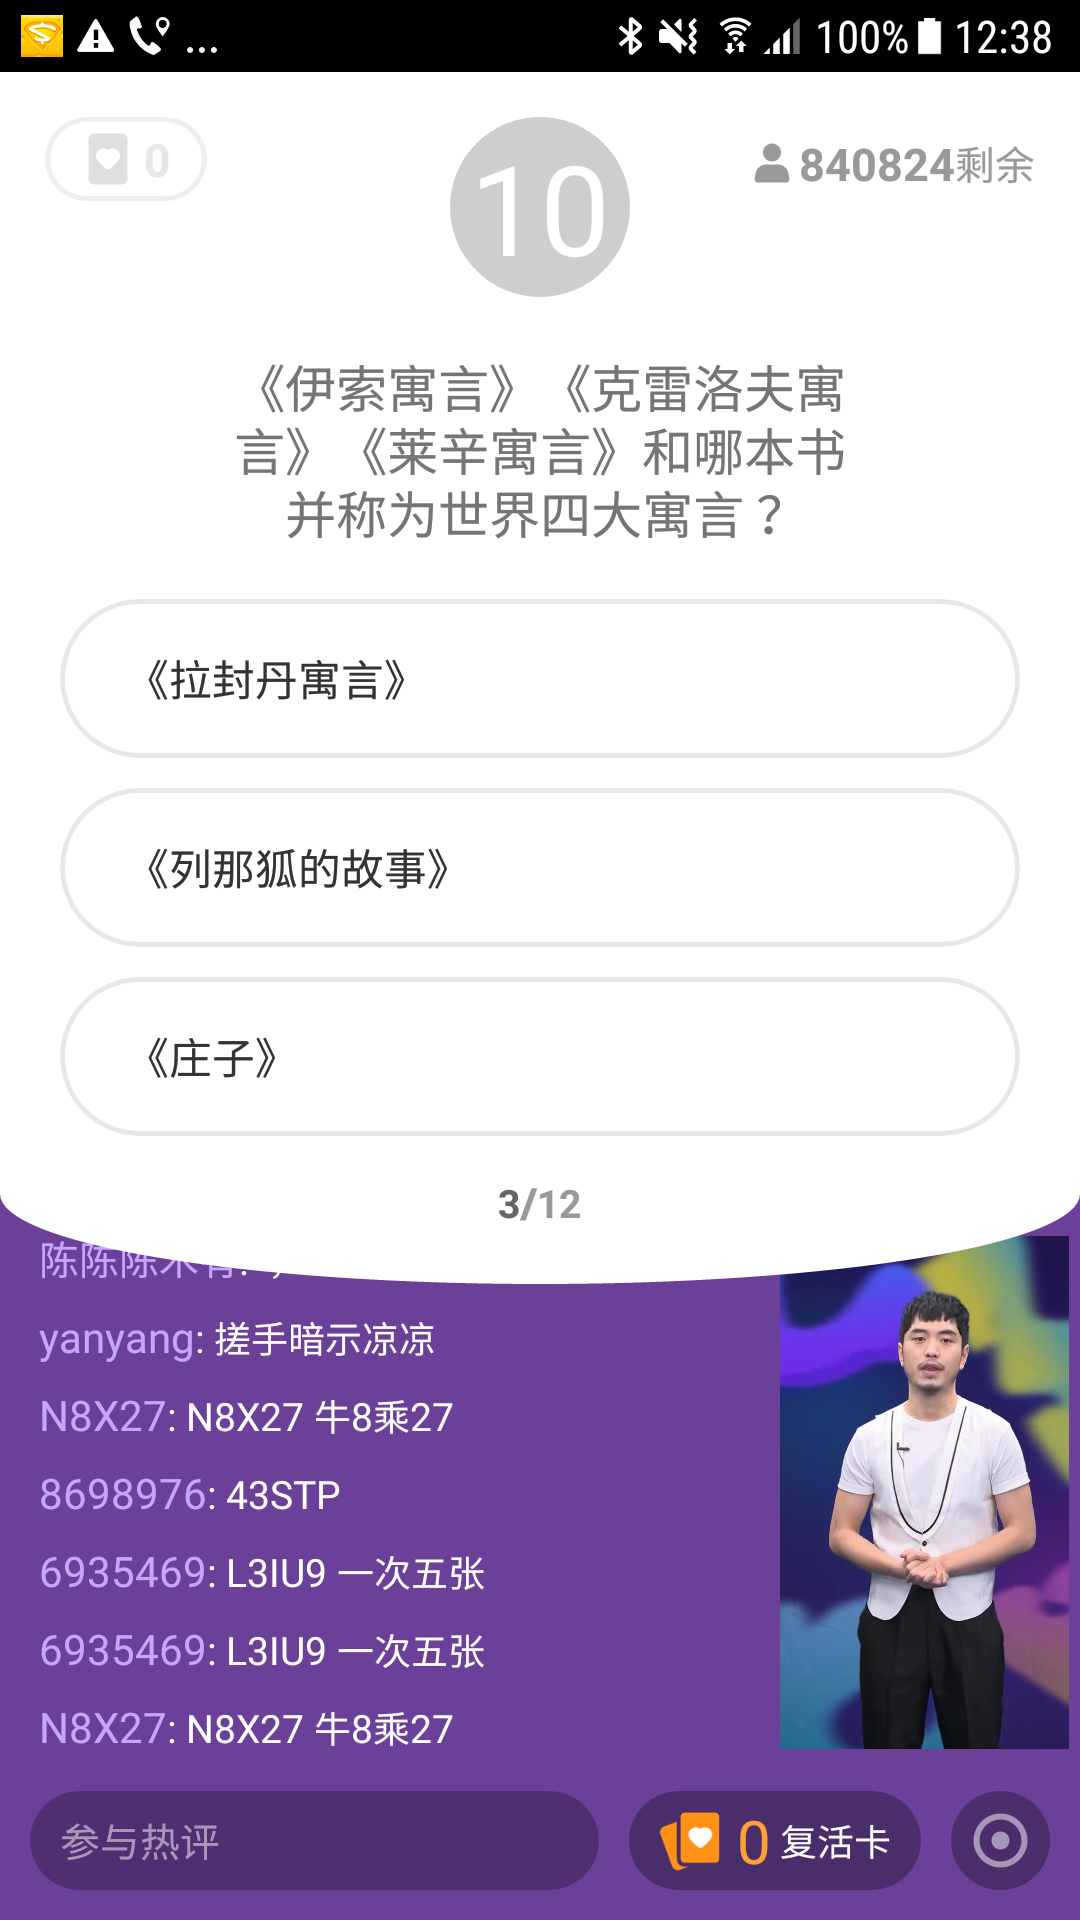 100% 12:38
0
10
840824剩余
《伊索寓言》《克雷洛夫寓
言》《莱辛寓言》和哪本书
并称为世界四大寓言？
《拉封丹寓言》
《列那狐的故事》
《庄子》
3/12
yanyang: 搓手暗示凉凉
N8X27: N8X27 牛8乘27
8698976: 43STP
6935469: L3IU9 一次五张
6935469: L3IU9 一次五张
N8X27: N8X27 牛8乘27
参与热评
0 复活卡